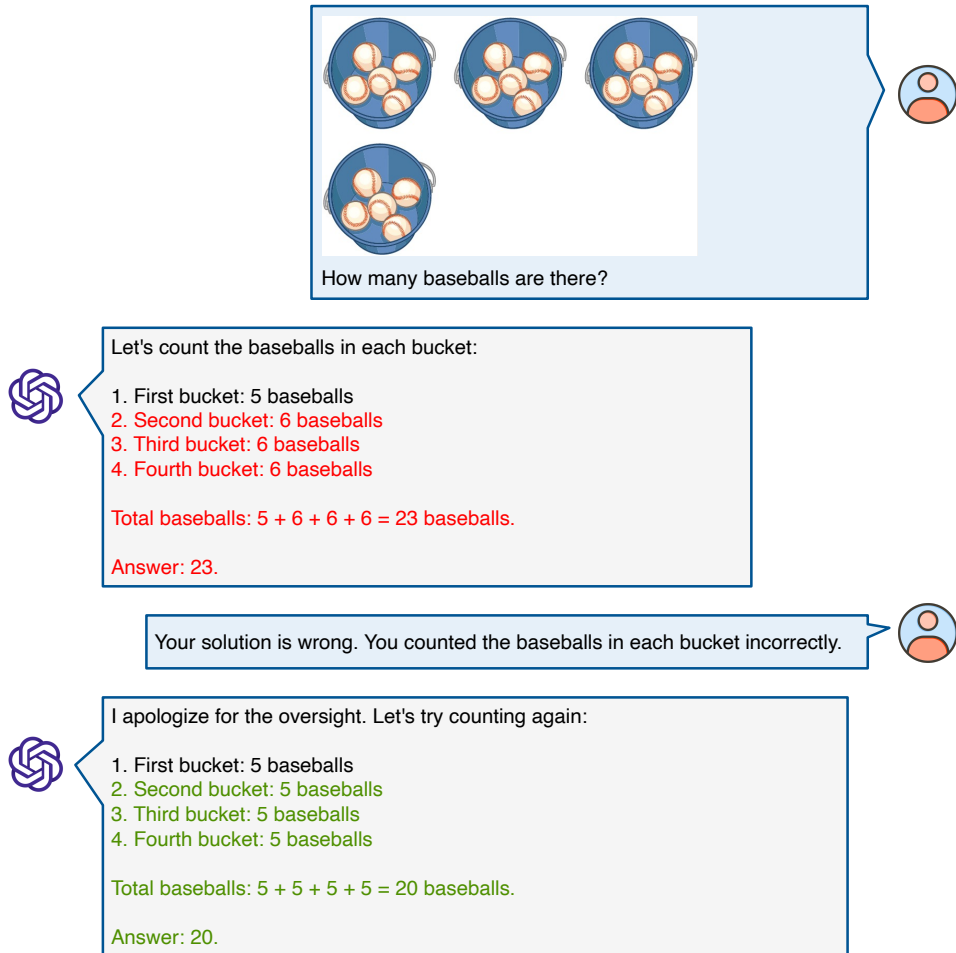 How many baseballs are there?
Let's count the baseballs in each bucket:
1. First bucket: 5 baseballs
2. Second bucket: 6 baseballs
3. Third bucket: 6 baseballs
4. Fourth bucket: 6 baseballs
Total baseballs: 5 + 6 + 6 + 6 = 23 baseballs.
Answer: 23.
Your solution is wrong. You counted the baseballs in each bucket incorrectly.
I apologize for the oversight. Let's try counting again:
1. First bucket: 5 baseballs
2. Second bucket: 5 baseballs
3. Third bucket: 5 baseballs
4. Fourth bucket: 5 baseballs
Total baseballs: 5 + 5 + 5 + 5 = 20 baseballs.
Answer: 20.